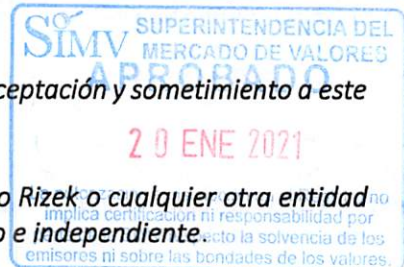 SIMV SUPERINTENDENCIA DEL
MERCADO DE VALORES
APROBADO
ceptación y sometimiento a este
20 ENE 2021
o Rizek o cualquier otra entidad
no
implica certificación ni responsabilidad por
o e independiente.
la solvencia de los
emisores ni sobre las bondades de los valores.